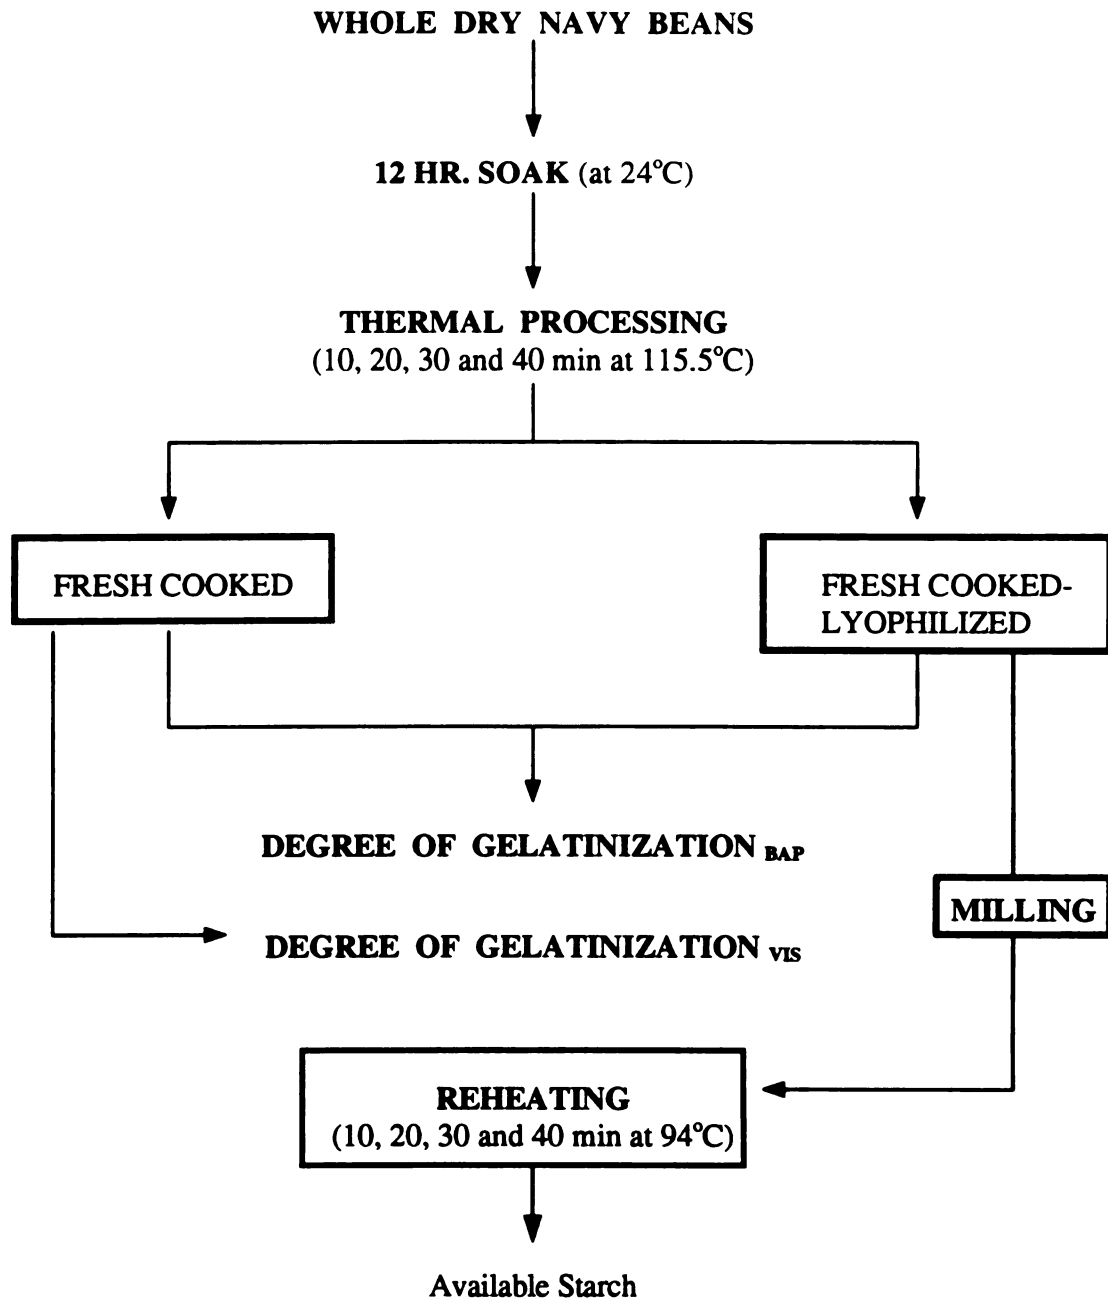 WHOLE DRY NAVY BEANS
12 HR. SOAK (at 24°C)
THERMAL PROCESSING
(10, 20, 30 and 40 min at 115.5°C)
FRESH COOKED
FRESH COOKED-
LYOPHILIZED
DEGREE OF GELATINIZATION BAP
MILLING
DEGREE OF GELATINIZATION VIS
REHEATING
(10, 20, 30 and 40 min at 94°C)
Available Starch